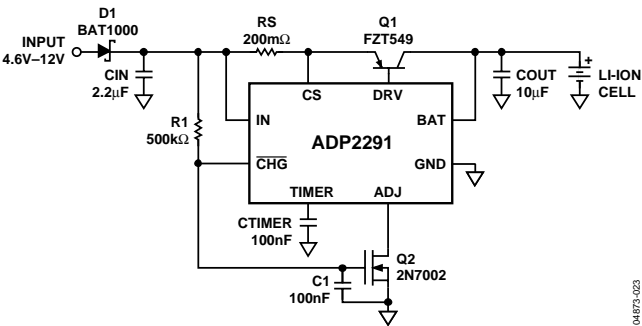 D1
BAT1000
INPUT
4.6V–12V
CIN
2.2μF
RS
200mΩ
Q1
FZT549
COUT
10μF
+
LI-ION
CELL
R1
500kΩ
CS
DRV
IN
BAT
ADP2291
CHG
GND
TIMER
ADJ
CTIMER
100nF
C1
100nF
Q2
2N7002
04873-023